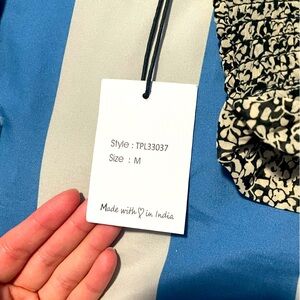 Style : TPL33037
Size : M
Made with ♡ in India